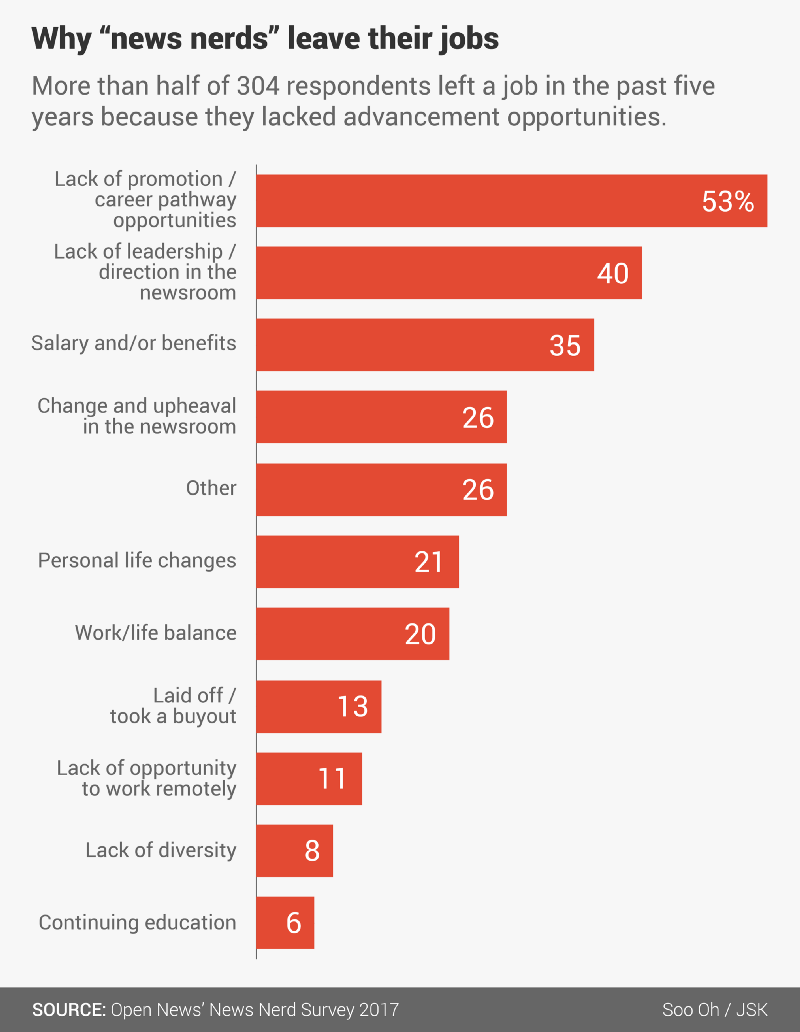 Why “news nerds” leave their jobs
More than half of 304 respondents left a job in the past five
years because they lacked advancement opportunities.
Lack of promotion /
career pathway
opportunities
53%
Lack of leadership /
direction in the
newsroom
40
Salary and/or benefits
35
Change and upheaval
in the newsroom
26
Other
26
Personal life changes
21
Work/life balance
20
Laid off /
took a buyout
13
Lack of opportunity
to work remotely
11
Lack of diversity
8
Continuing education
6
SOURCE: Open News’ News Nerd Survey 2017
Soo Oh / JSK